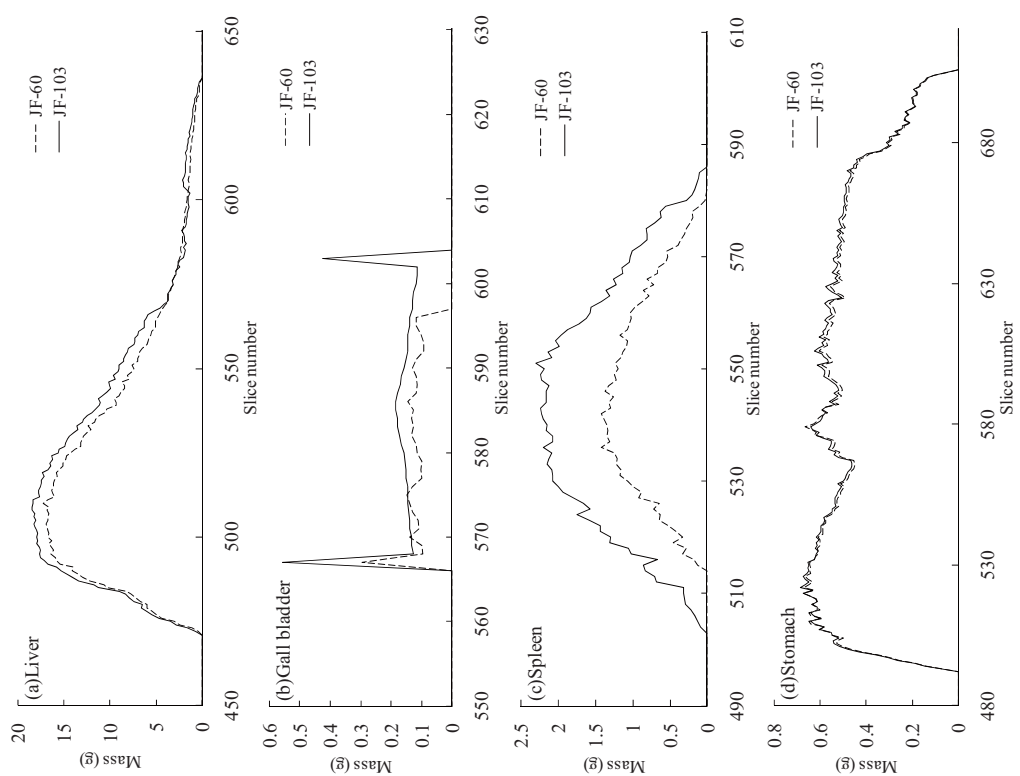 (a)Liver
JF-60
JF-103
Mass (g)
20
15
10
5
0
450
500
550
600
650
Slice number
(b)Gall bladder
JF-60
JF-103
Mass (g)
0.6
0.5
0.4
0.3
0.2
0.1
0
550
560
570
580
590
600
610
620
630
Slice number
(c)Spleen
JF-60
JF-103
Mass (g)
2.5
2
1.5
1
0.5
0
490
510
530
550
570
590
610
Slice number
(d)Stomach
JF-60
JF-103
Mass (g)
0.8
0.6
0.4
0.2
0
480
530
580
630
680
Slice number